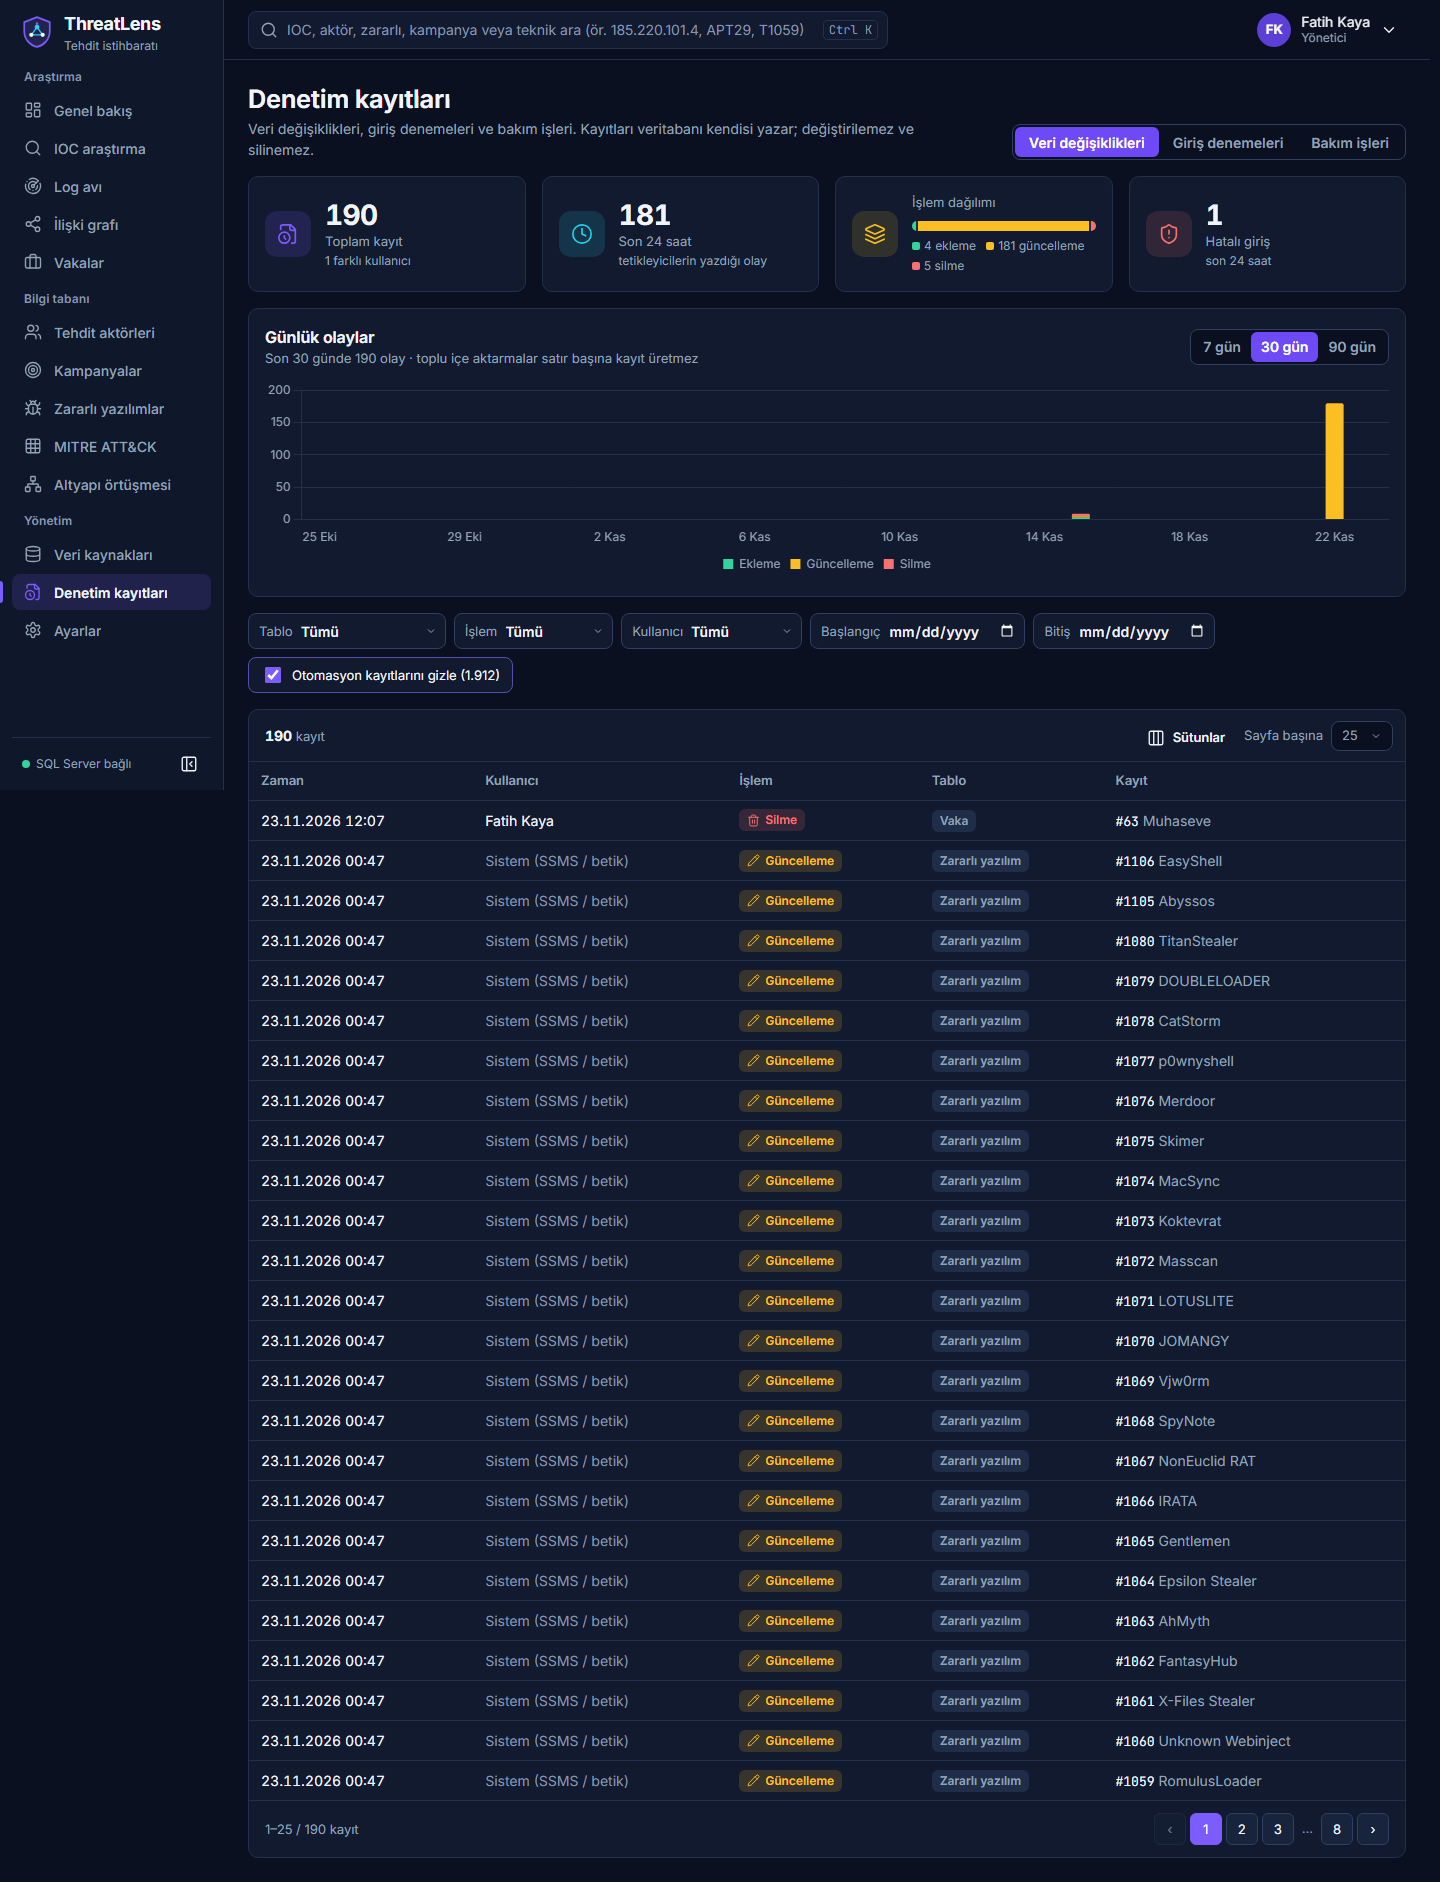 ThreatLens
Tehdit istihbaratı
Araştırma
Genel bakış
IOC araştırma
Log avı
İlişki grafı
Vakalar
Bilgi tabanı
Tehdit aktörleri
Kampanyalar
Zararlı yazılımlar
MITRE ATT&CK
Altyapı örtüşmesi
Yönetim
Veri kaynakları
Denetim kayıtları
Ayarlar
SQL Server bağlı
IOC, aktör, zararlı, kampanya veya teknik ara (ör. 185.220.101.4, APT29, T1059) Ctrl K
FK Fatih Kaya
Yönetici
Denetim kayıtları
Veri değişiklikleri, giriş denemeleri ve bakım işleri. Kayıtları veritabanı kendisi yazar; değiştirilemez ve
silinemez.
Veri değişiklikleri Giriş denemeleri Bakım işleri
190
Toplam kayıt
1 farklı kullanıcı
181
Son 24 saat
tetikleyicilerin yazdığı olay
İşlem dağılımı
4 ekleme 181 güncelleme
5 silme
1
Hatalı giriş
son 24 saat
Günlük olaylar
Son 30 günde 190 olay · toplu içe aktarmalar satır başına kayıt üretmez
7 gün 30 gün 90 gün
200
150
100
50
0
25 Eki 29 Eki 2 Kas 6 Kas 10 Kas 14 Kas 18 Kas 22 Kas
Ekleme Güncelleme Silme
Tablo Tümü İşlem Tümü Kullanıcı Tümü Başlangıç mm/dd/yyyy Bitiş mm/dd/yyyy
Otomasyon kayıtlarını gizle (1.912)
190 kayıt Sütunlar Sayfa başına 25
Zaman Kullanıcı İşlem Tablo Kayıt
23.11.2026 12:07 Fatih Kaya Silme Vaka #63 Muhaseve
23.11.2026 00:47 Sistem (SSMS / betik) Güncelleme Zararlı yazılım #1106 EasyShell
23.11.2026 00:47 Sistem (SSMS / betik) Güncelleme Zararlı yazılım #1105 Abyssos
23.11.2026 00:47 Sistem (SSMS / betik) Güncelleme Zararlı yazılım #1080 TitanStealer
23.11.2026 00:47 Sistem (SSMS / betik) Güncelleme Zararlı yazılım #1079 DOUBLELOADER
23.11.2026 00:47 Sistem (SSMS / betik) Güncelleme Zararlı yazılım #1078 CatStorm
23.11.2026 00:47 Sistem (SSMS / betik) Güncelleme Zararlı yazılım #1077 p0wnyshell
23.11.2026 00:47 Sistem (SSMS / betik) Güncelleme Zararlı yazılım #1076 Merdoor
23.11.2026 00:47 Sistem (SSMS / betik) Güncelleme Zararlı yazılım #1075 Skimer
23.11.2026 00:47 Sistem (SSMS / betik) Güncelleme Zararlı yazılım #1074 MacSync
23.11.2026 00:47 Sistem (SSMS / betik) Güncelleme Zararlı yazılım #1073 Koktevrat
23.11.2026 00:47 Sistem (SSMS / betik) Güncelleme Zararlı yazılım #1072 Masscan
23.11.2026 00:47 Sistem (SSMS / betik) Güncelleme Zararlı yazılım #1071 LOTUSLITE
23.11.2026 00:47 Sistem (SSMS / betik) Güncelleme Zararlı yazılım #1070 JOMANGY
23.11.2026 00:47 Sistem (SSMS / betik) Güncelleme Zararlı yazılım #1069 Vjw0rm
23.11.2026 00:47 Sistem (SSMS / betik) Güncelleme Zararlı yazılım #1068 SpyNote
23.11.2026 00:47 Sistem (SSMS / betik) Güncelleme Zararlı yazılım #1067 NonEuclid RAT
23.11.2026 00:47 Sistem (SSMS / betik) Güncelleme Zararlı yazılım #1066 IRATA
23.11.2026 00:47 Sistem (SSMS / betik) Güncelleme Zararlı yazılım #1065 Gentlemen
23.11.2026 00:47 Sistem (SSMS / betik) Güncelleme Zararlı yazılım #1064 Epsilon Stealer
23.11.2026 00:47 Sistem (SSMS / betik) Güncelleme Zararlı yazılım #1063 AhMyth
23.11.2026 00:47 Sistem (SSMS / betik) Güncelleme Zararlı yazılım #1062 FantasyHub
23.11.2026 00:47 Sistem (SSMS / betik) Güncelleme Zararlı yazılım #1061 X-Files Stealer
23.11.2026 00:47 Sistem (SSMS / betik) Güncelleme Zararlı yazılım #1060 Unknown Webinject
23.11.2026 00:47 Sistem (SSMS / betik) Güncelleme Zararlı yazılım #1059 RomulusLoader
1–25 / 190 kayıt ‹ 1 2 3 … 8 ›